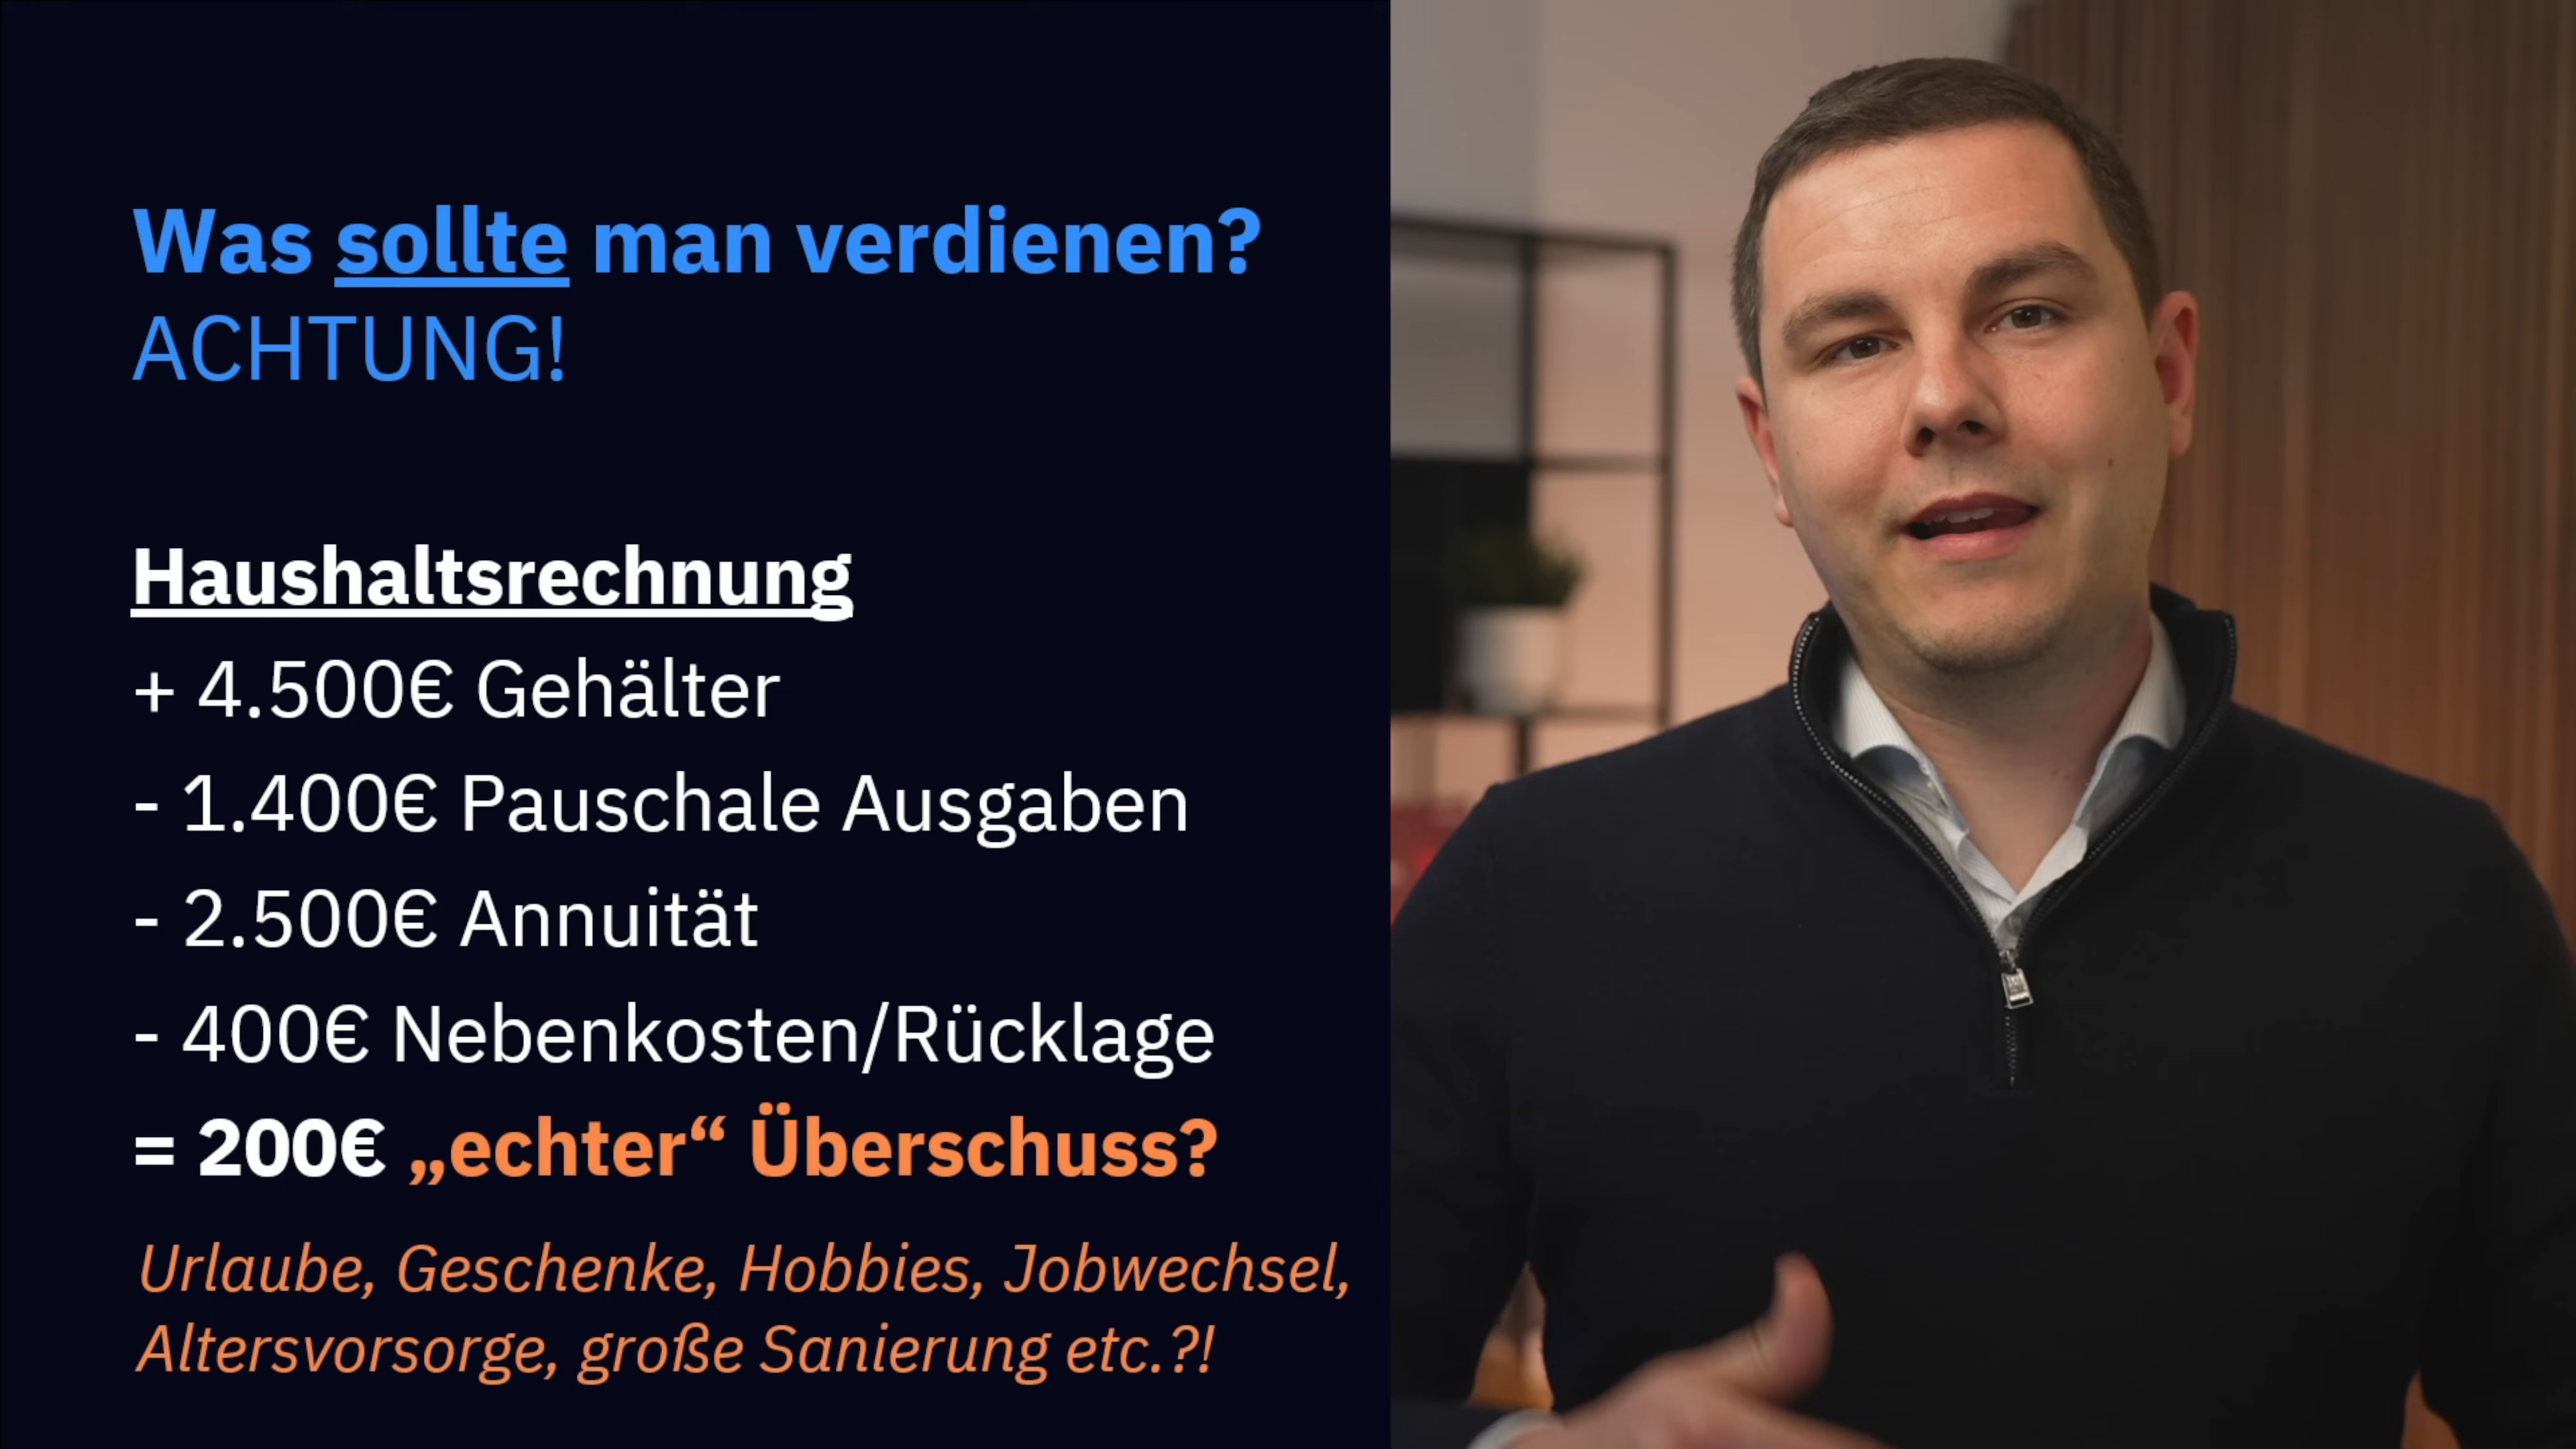 Was sollte man verdienen?
ACHTUNG!
Haushaltsrechnung
+ 4.500€ Gehälter
- 1.400€ Pauschale Ausgaben
- 2.500€ Annuität
- 400€ Nebenkosten/Rücklage
= 200€ „echter“ Überschuss?
Urlaube, Geschenke, Hobbies, Jobwechsel,
Altersvorsorge, große Sanierung etc.?!